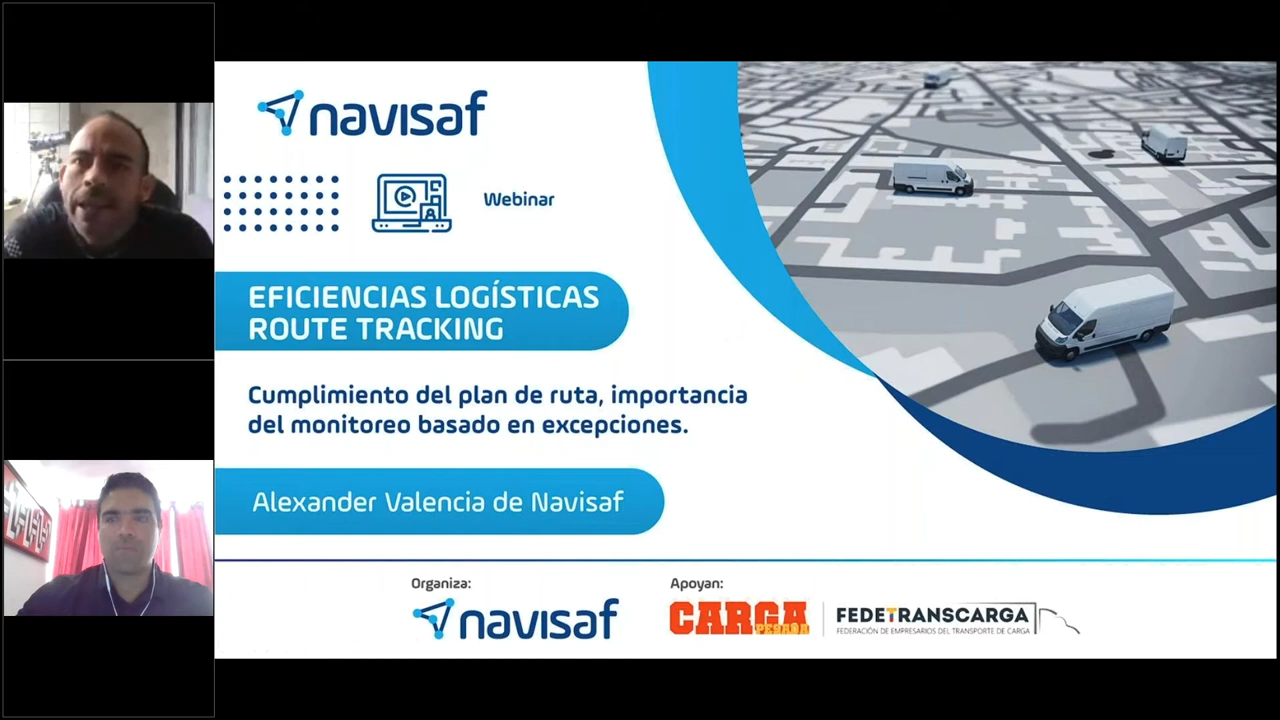 navisaf
Webinar
EFICIENCIAS LOGÍSTICAS
ROUTE TRACKING
Cumplimiento del plan de ruta, importancia
del monitoreo basado en excepciones.
Alexander Valencia de Navisaf
Organiza:
Apoyan:
navisaf
CARGA
PESADA
FEDETRANSCARGA
FEDERACIÓN DE EMPRESARIOS DEL TRANSPORTE DE CARGA